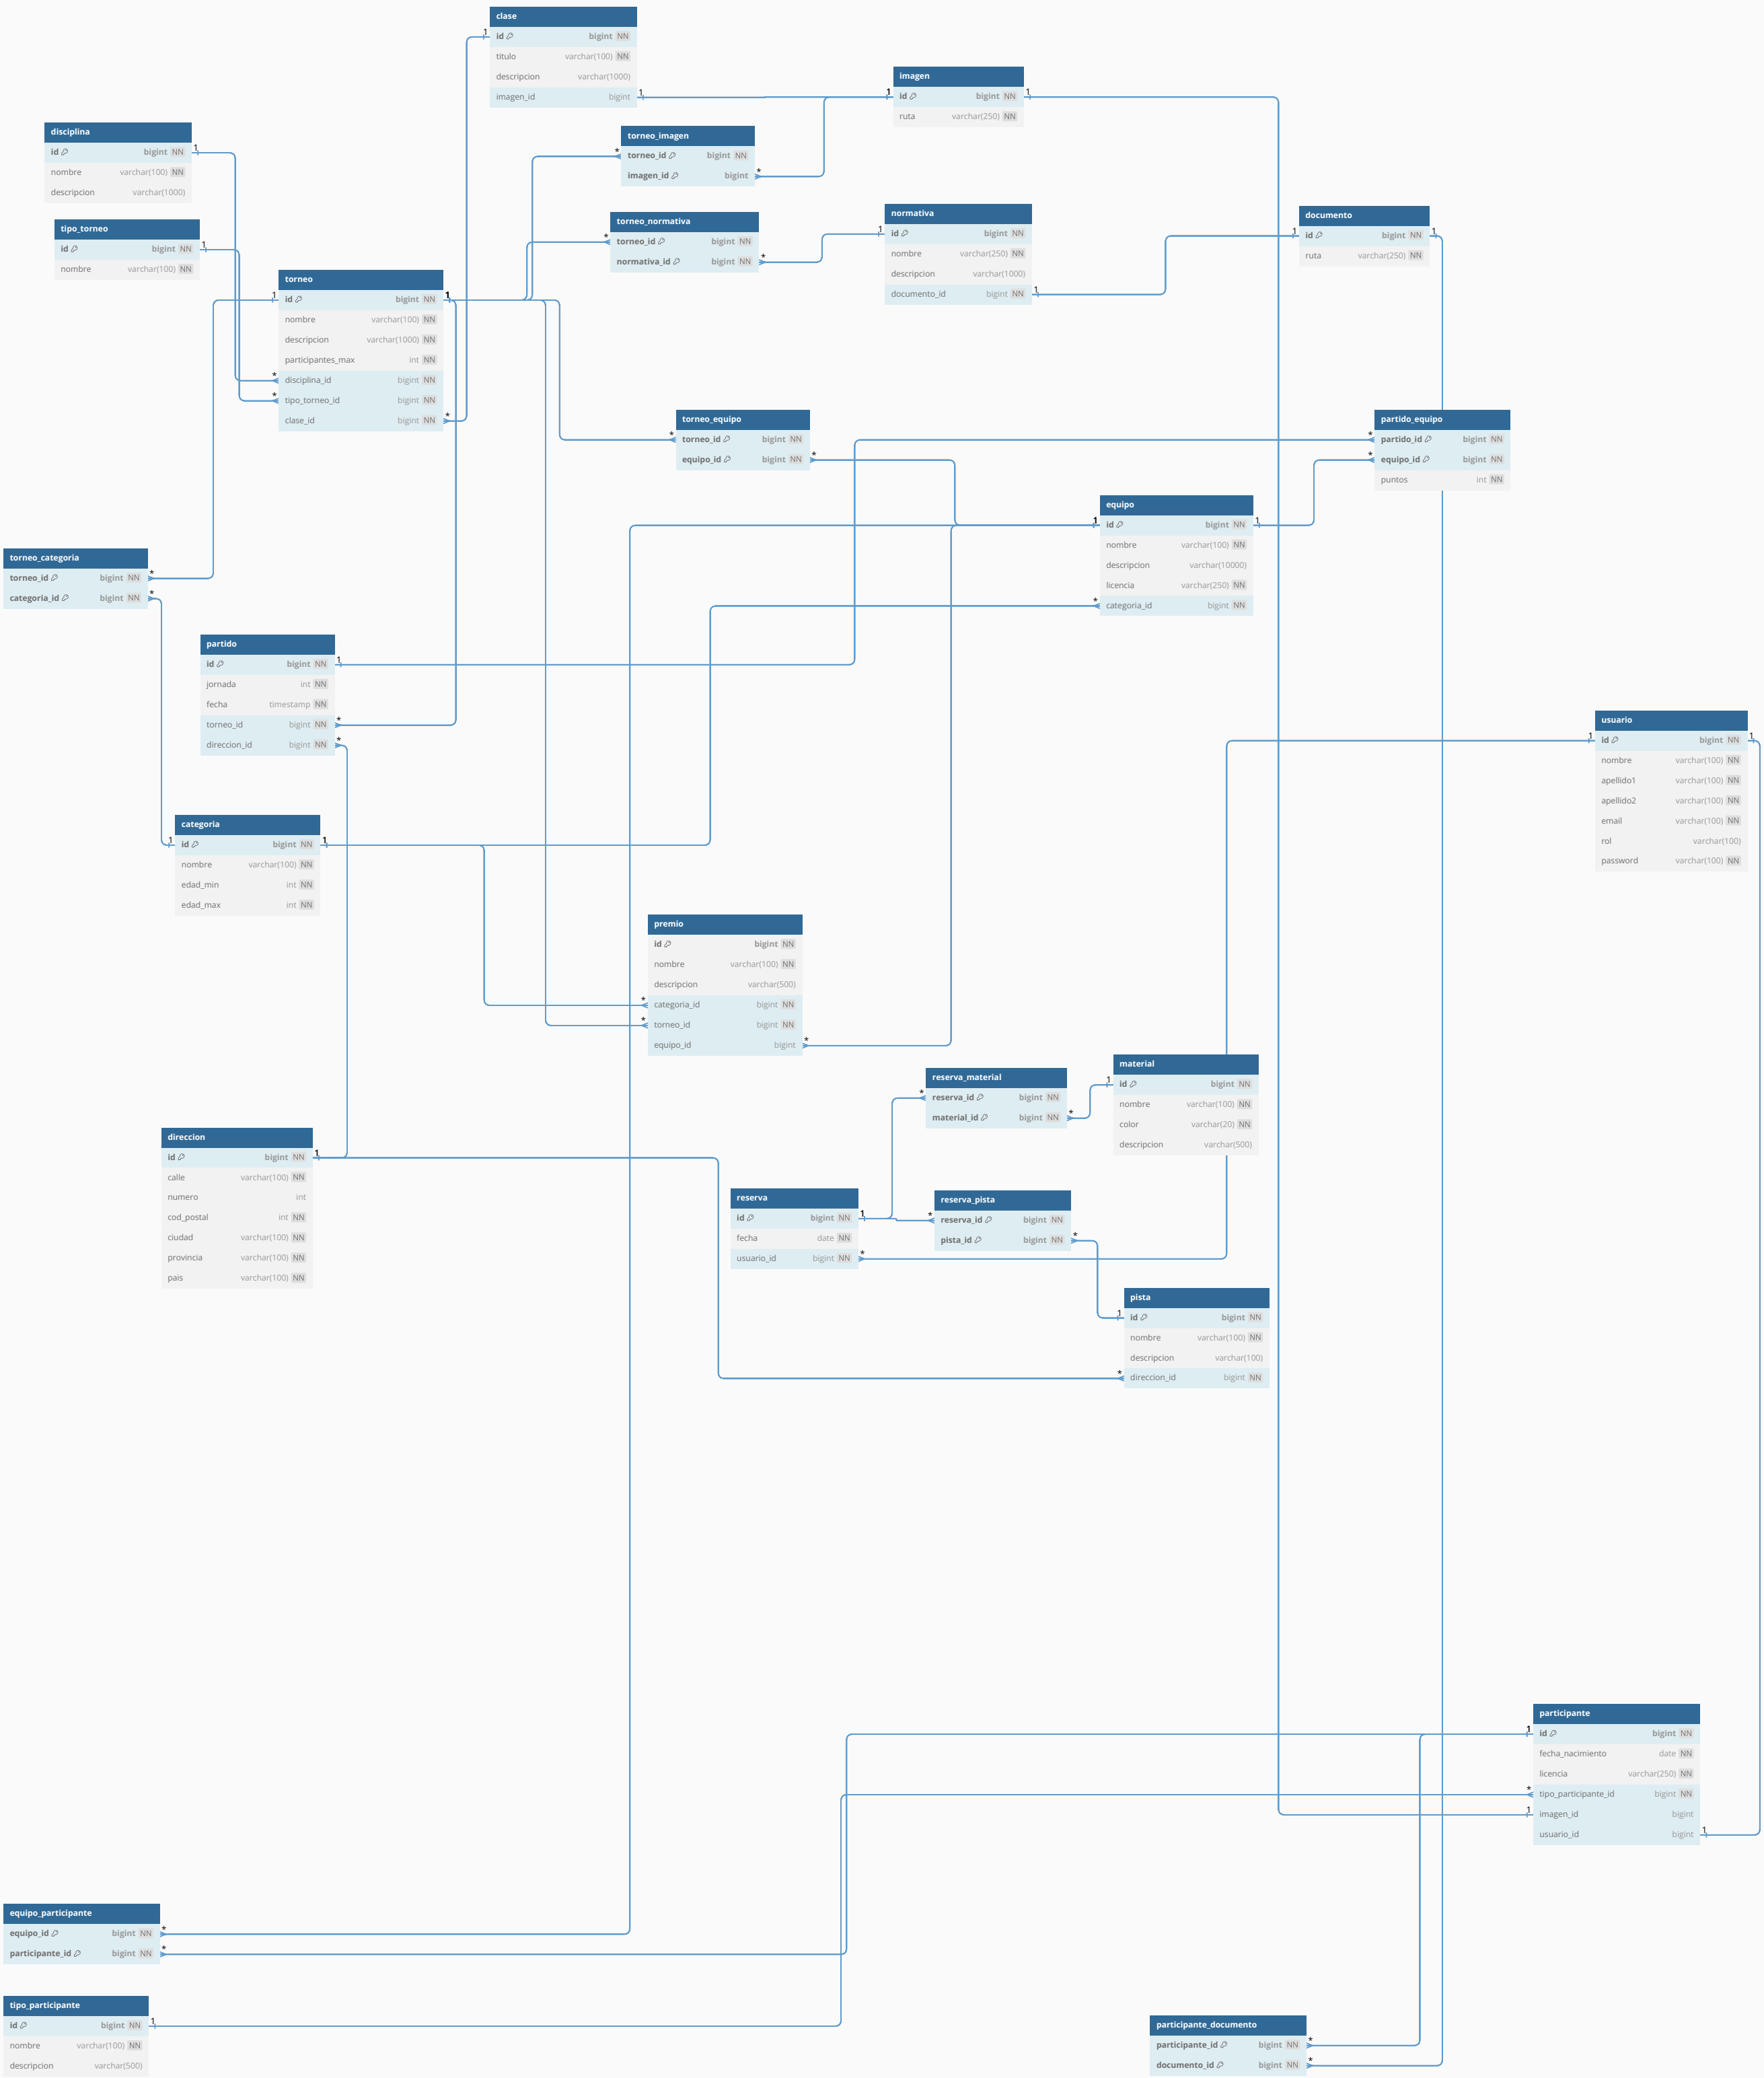 clase
id bigint NN
titulo varchar(100) NN
descripcion varchar(1000)
imagen_id bigint
imagen
id bigint NN
ruta varchar(250) NN
disciplina
id bigint NN
nombre varchar(100) NN
descripcion varchar(1000)
torneo_imagen
torneo_id bigint NN
imagen_id bigint
tipo_torneo
id bigint NN
nombre varchar(100) NN
torneo_normativa
torneo_id bigint NN
normativa_id bigint NN
normativa
id bigint NN
nombre varchar(250) NN
descripcion varchar(1000)
documento_id bigint NN
documento
id bigint NN
ruta varchar(250) NN
torneo
id bigint NN
nombre varchar(100) NN
descripcion varchar(1000) NN
participantes_max int NN
disciplina_id bigint NN
tipo_torneo_id bigint NN
clase_id bigint NN
torneo_equipo
torneo_id bigint NN
equipo_id bigint NN
partido_equipo
partido_id bigint NN
equipo_id bigint NN
puntos int NN
equipo
id bigint NN
nombre varchar(100) NN
descripcion varchar(10000)
licencia varchar(250) NN
categoria_id bigint NN
torneo_categoria
torneo_id bigint NN
categoria_id bigint NN
partido
id bigint NN
jornada int NN
fecha timestamp NN
torneo_id bigint NN
direccion_id bigint NN
usuario
id bigint NN
nombre varchar(100) NN
apellido1 varchar(100) NN
apellido2 varchar(100) NN
email varchar(100) NN
rol varchar(100)
password varchar(100) NN
categoria
id bigint NN
nombre varchar(100) NN
edad_min int NN
edad_max int NN
premio
id bigint NN
nombre varchar(100) NN
descripcion varchar(500)
categoria_id bigint NN
torneo_id bigint NN
equipo_id bigint
material
id bigint NN
nombre varchar(100) NN
color varchar(20) NN
descripcion varchar(500)
reserva_material
reserva_id bigint NN
material_id bigint NN
direccion
id bigint NN
calle varchar(100) NN
numero int
cod_postal int NN
ciudad varchar(100) NN
provincia varchar(100) NN
pais varchar(100) NN
reserva
id bigint NN
fecha date NN
usuario_id bigint NN
reserva_pista
reserva_id bigint NN
pista_id bigint NN
pista
id bigint NN
nombre varchar(100) NN
descripcion varchar(100)
direccion_id bigint NN
participante
id bigint NN
fecha_nacimiento date NN
licencia varchar(250) NN
tipo_participante_id bigint NN
imagen_id bigint
usuario_id bigint
equipo_participante
equipo_id bigint NN
participante_id bigint NN
tipo_participante
id bigint NN
nombre varchar(100) NN
descripcion varchar(500)
participante_documento
participante_id bigint NN
documento_id bigint NN